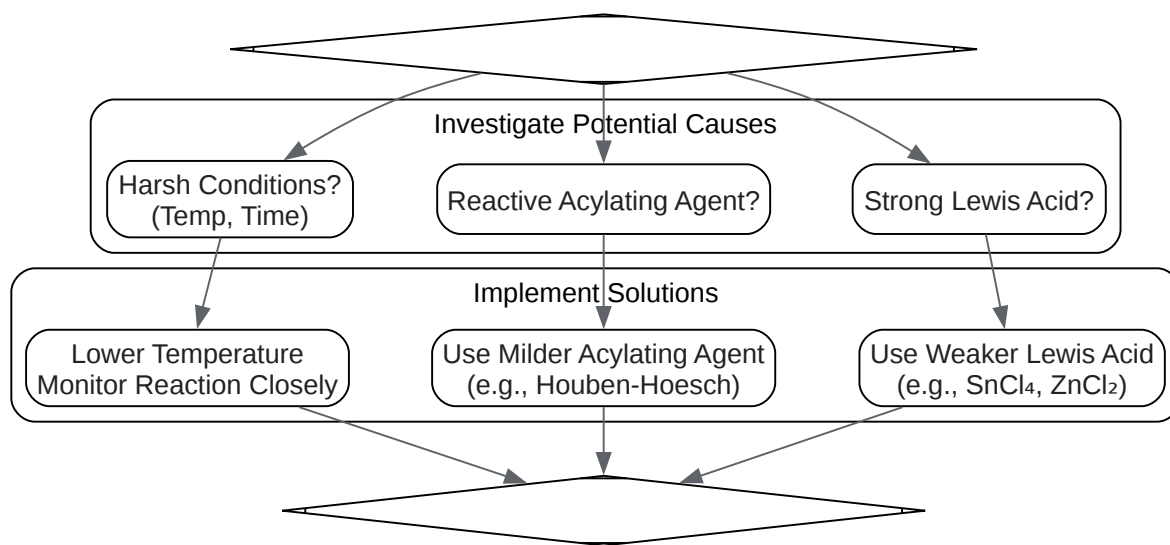 Investigate Potential Causes
Harsh Conditions?
(Temp, Time)
Reactive Acylating Agent?
Strong Lewis Acid?
Implement Solutions
Lower Temperature
Monitor Reaction Closely
Use Milder Acylating Agent
(e.g., Houben-Hoesch)
Use Weaker Lewis Acid
(e.g., SnCl₄, ZnCl₂)